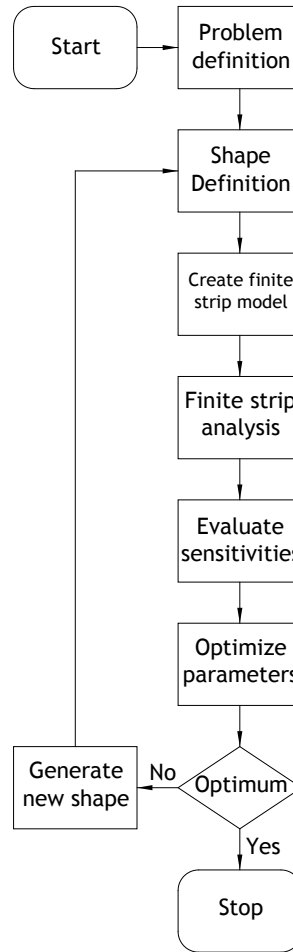 Start
Problem
definition
Shape
Definition
Create finite
strip model
Finite strip
analysis
Evaluate
sensitivities
Optimize
parameters
Generate
new shape
No
Optimum
Yes
Stop